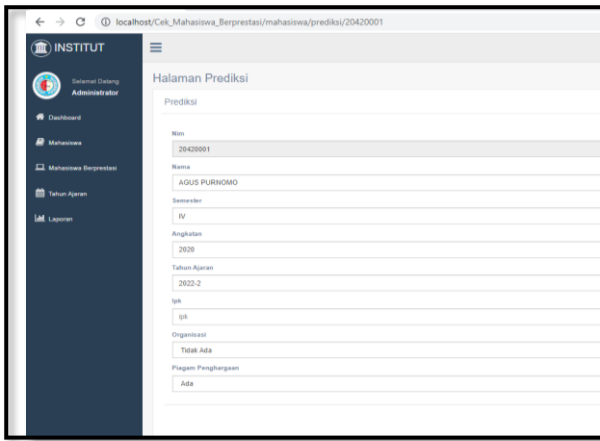 localhost/Cek_Mahasiswa_Berprestasi/mahasiswa/prediksi/20420001
INSTITUT
Selamat Datang
Administrator
Dashboard
Mahasiswa
Mahasiswa Berprestasi
Tahun Ajaran
Laporan
Halaman Prediksi
Prediksi
Nim
20420001
Nama
AGUS PURNOMO
Semester
IV
Angkatan
2020
Tahun Ajaran
2022-2
Ipk
ipk
Organisasi
Tidak Ada
Piagam Penghargaan
Ada